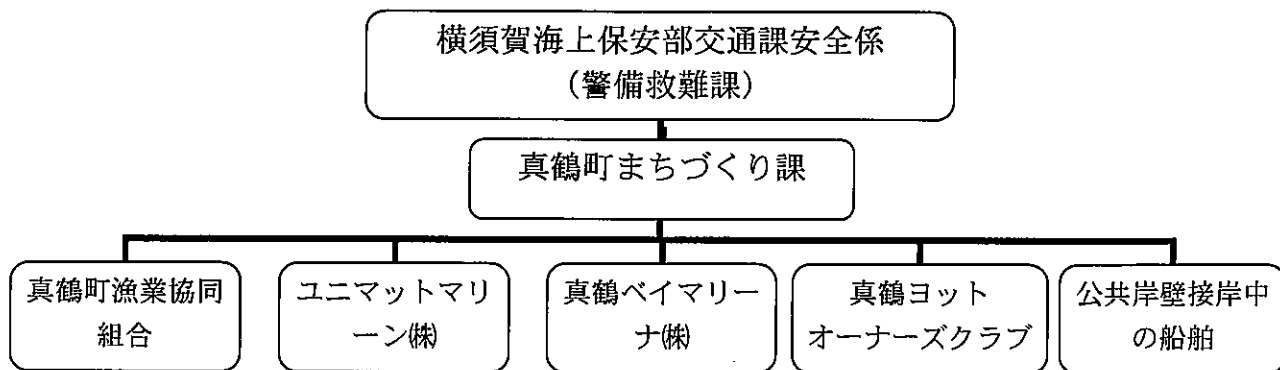 横須賀海上保安部交通課安全係
(警備救難課)
真鶴町まちづくり課
真鶴町漁業協同
組合
ユニマットマリ
ーン㈱
真鶴ベイマリー
ナ㈱
真鶴ヨット
オーナーズクラブ
公共岸壁接岸中
の船舶